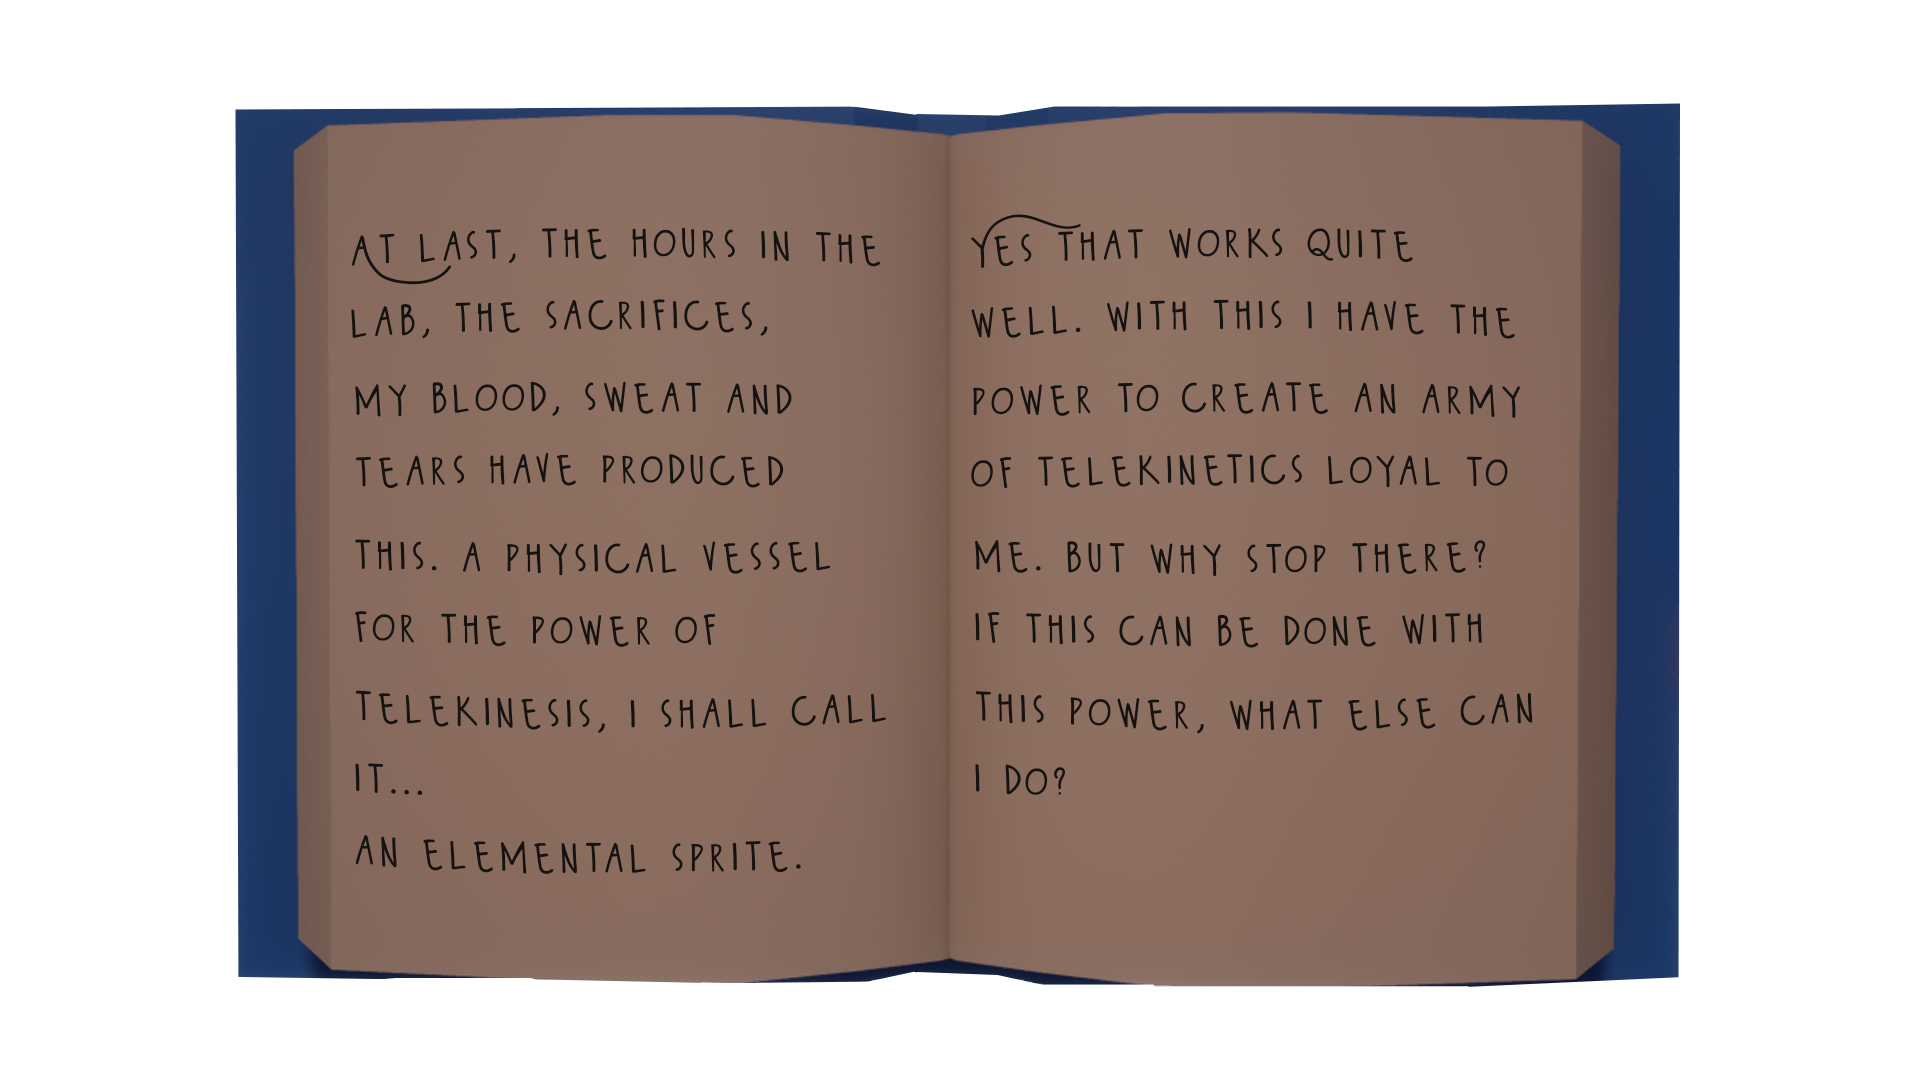 AT LAST, THE HOURS IN THE
LAB, THE SACRIFICES,
MY BLOOD, SWEAT AND
TEARS HAVE PRODUCED
THIS. A PHYSICAL VESSEL
FOR THE POWER OF
TELEKINESIS, I SHALL CALL
IT...
AN ELEMENTAL SPRITE.
YES THAT WORKS QUITE
WELL. WITH THIS I HAVE THE
POWER TO CREATE AN ARMY
OF TELEKINETICS LOYAL TO
ME. BUT WHY STOP THERE?
IF THIS CAN BE DONE WITH
THIS POWER, WHAT ELSE CAN
I DO?